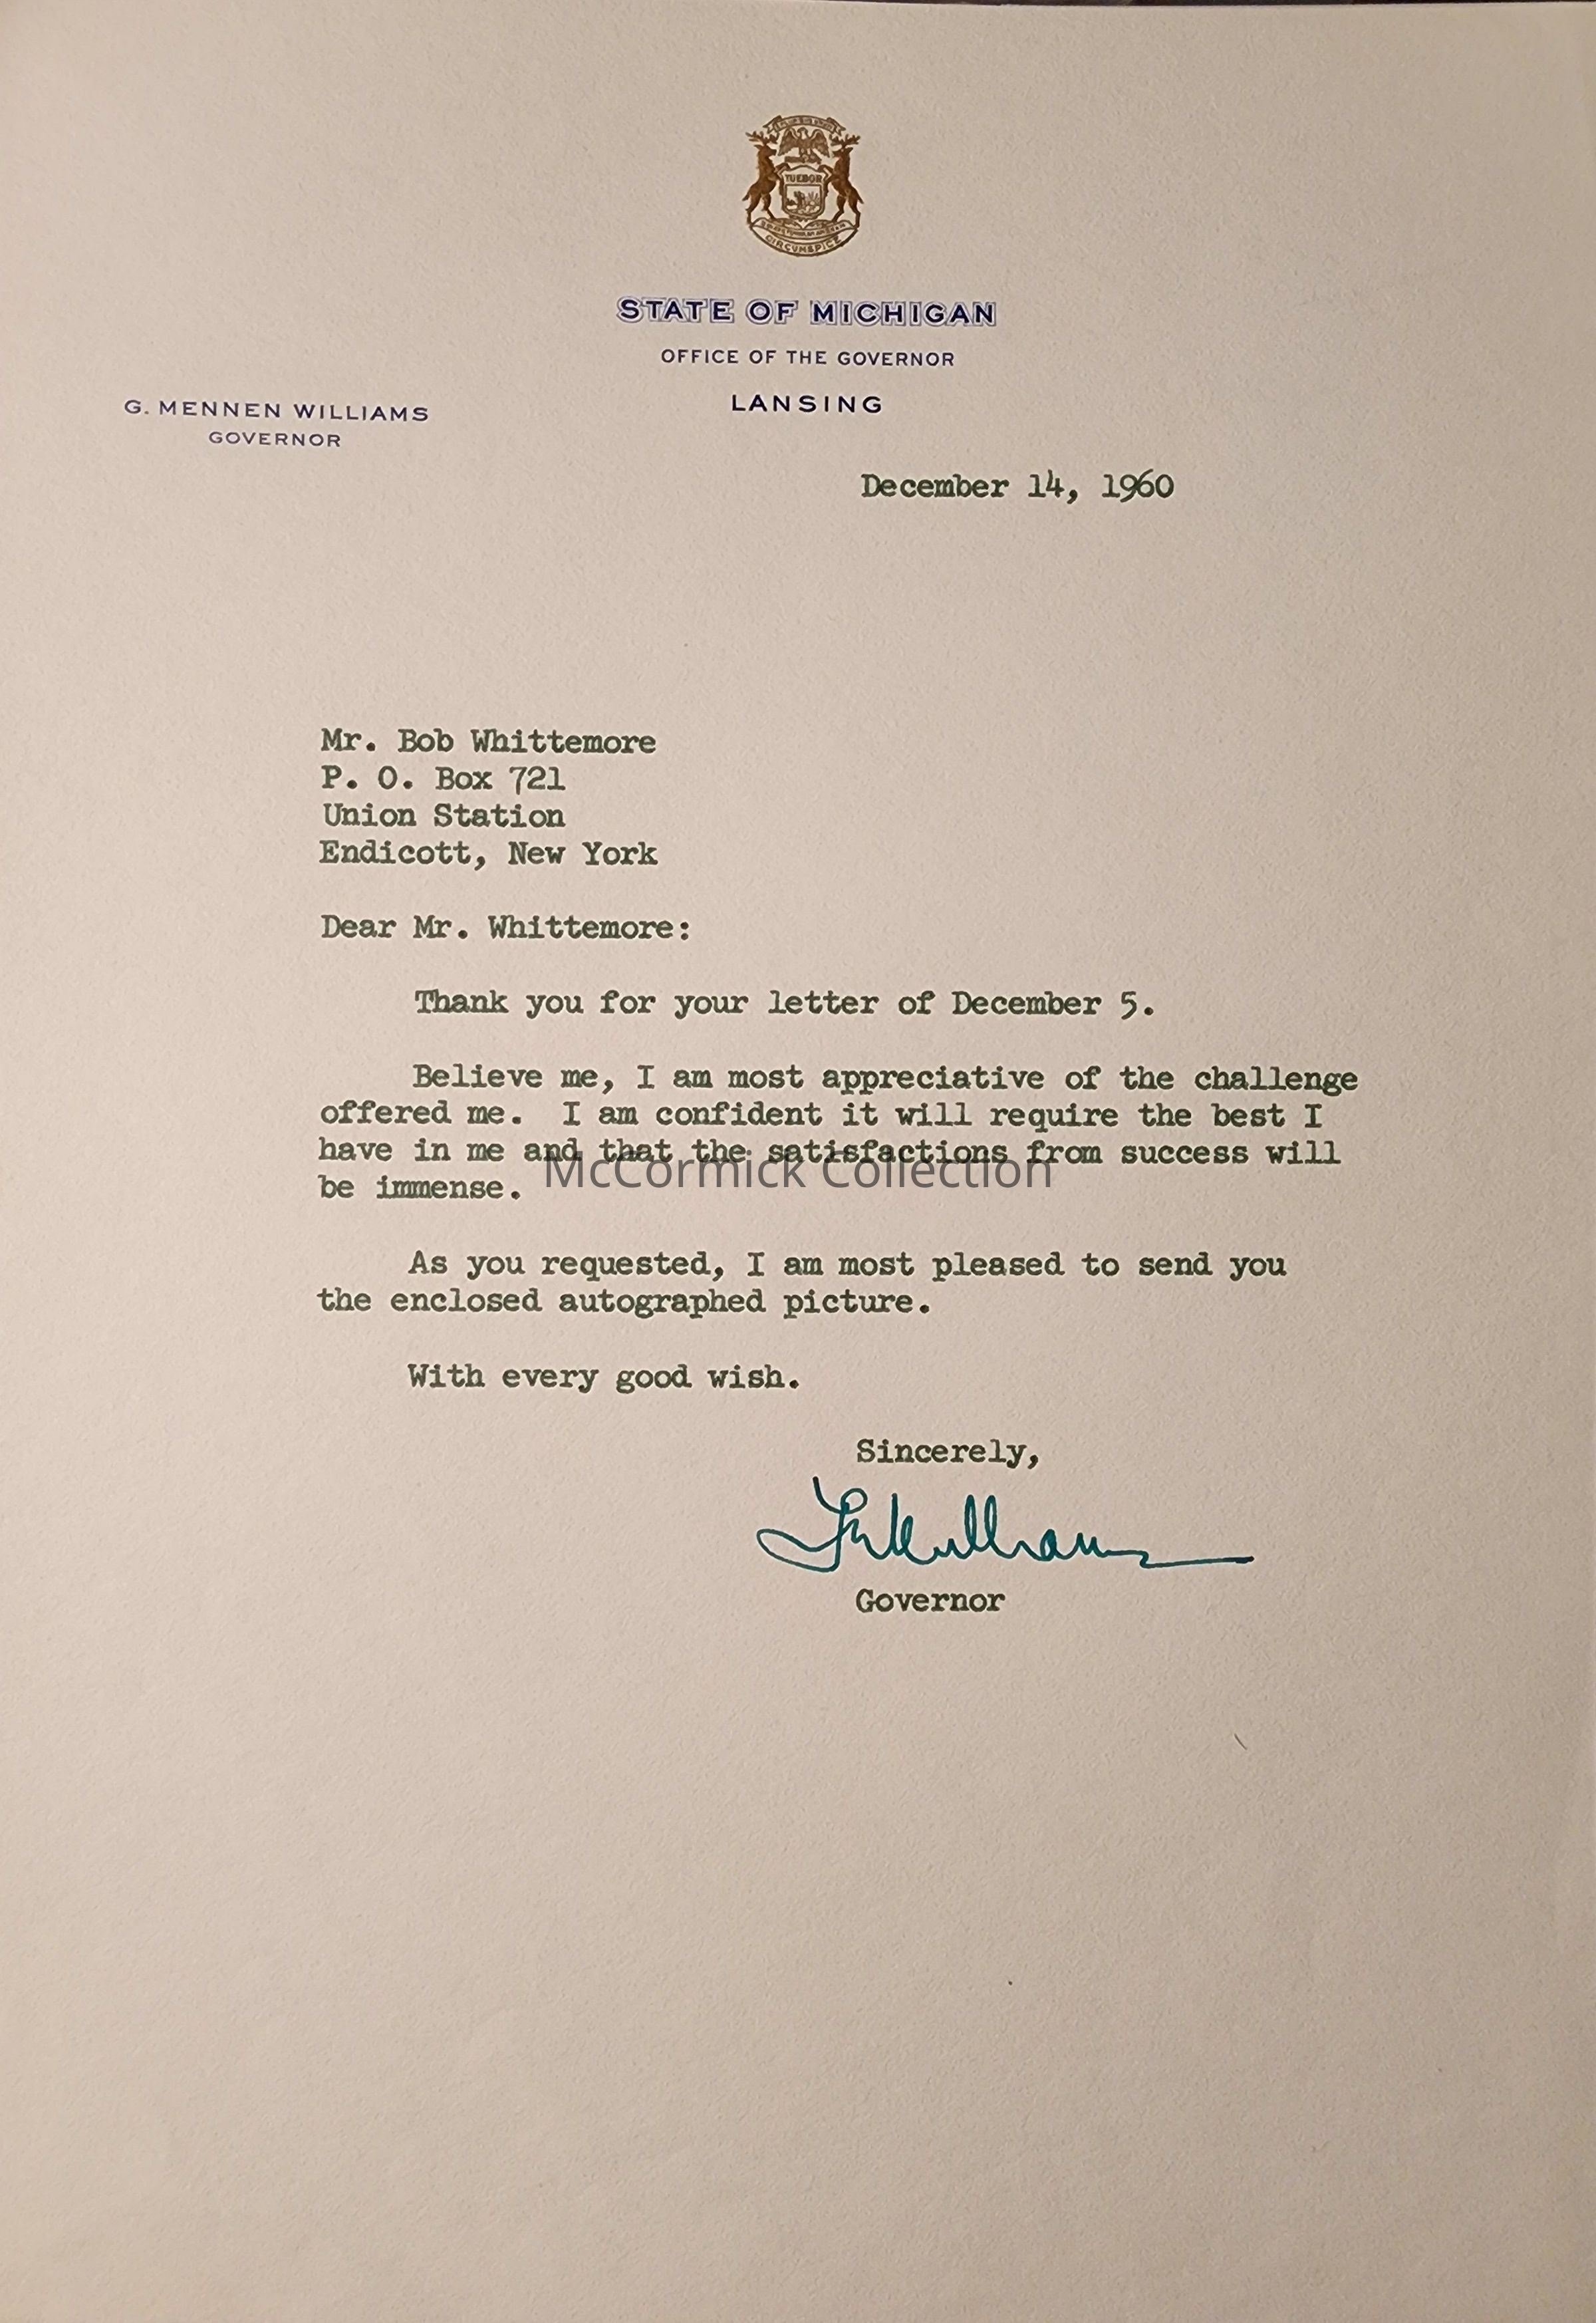 TUEBOR
CIRCUMSPICE
STATE OF MICHIGAN
OFFICE OF THE GOVERNOR
LANSING
G. MENNEN WILLIAMS
GOVERNOR
December 14, 1960
Mr. Bob Whittemore
P. O. Box 721
Union Station
Endicott, New York
Dear Mr. Whittemore:
Thank you for your letter of December 5.
Believe me, I am most appreciative of the challenge
offered me. I am confident it will require the best I
have in me and that the satisfactions from success will
be immense.
McCormick Collection
As you requested, I am most pleased to send you
the enclosed autographed picture.
With every good wish.
Sincerely,
Governor